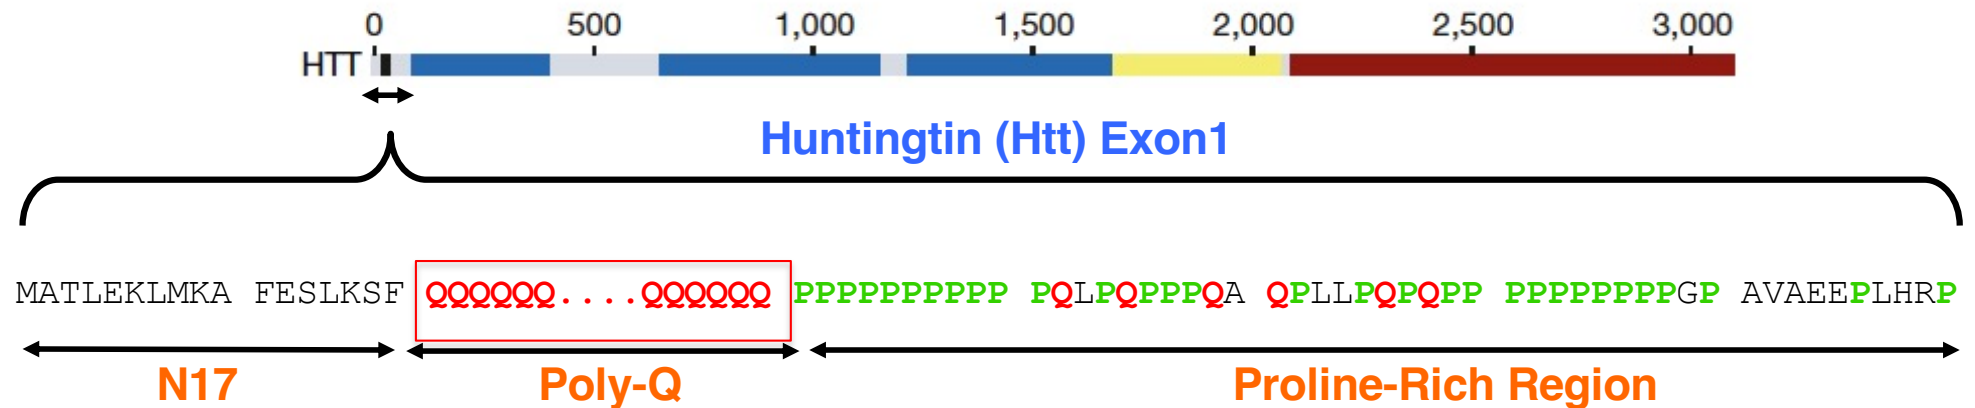 0 500 1,000 1,500 2,000 2,500 3,000
HTT
Huntingtin (Htt) Exon1
MATLEKLMKA FESLKSF QQQQQQ....QQQQQQ PPPPPPPPPP PQLPQPPPQA QPLLPQPQPP PPPPPPPPGP AVAEEPLHRP
N17 Poly-Q Proline-Rich Region